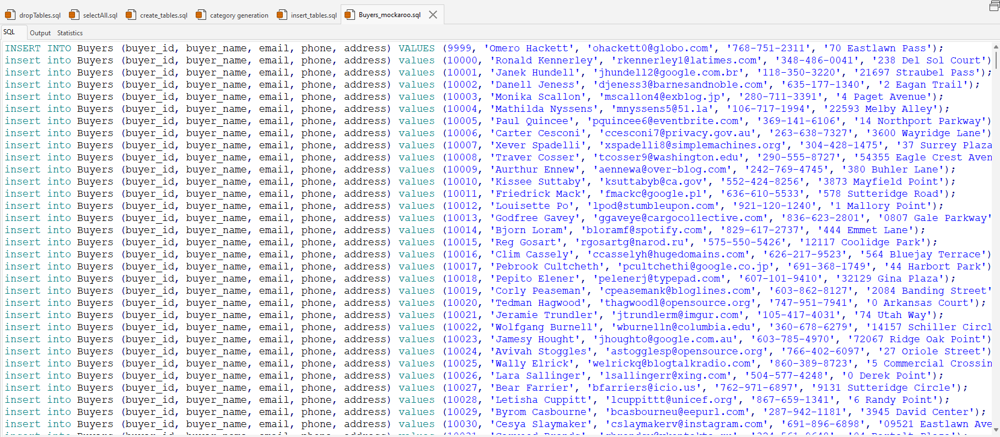 dropTables.sql selectAll.sql create_tables.sql category generation insert_tables.sql Buyers_mockaroo.sql
SQL Output Statistics
INSERT INTO Buyers (buyer_id, buyer_name, email, phone, address) VALUES (9999, 'Omero Hackett', 'ohackett0@globo.com', '768-751-2311', '70 Eastlawn Pass');
insert into Buyers (buyer_id, buyer_name, email, phone, address) values (10000, 'Ronald Kennerley', 'rkennerley1@latimes.com', '348-486-0041', '238 Del Sol Court')
insert into Buyers (buyer_id, buyer_name, email, phone, address) values (10001, 'Janek Hundell', 'jhundell2@google.com.br', '118-350-3220', '21697 Straubel Pass');
insert into Buyers (buyer_id, buyer_name, email, phone, address) values (10002, 'Danell Jeness', 'djeness3@barnesandnoble.com', '635-177-1340', '2 Eagan Trail');
insert into Buyers (buyer_id, buyer_name, email, phone, address) values (10003, 'Monika Scallon', 'mscallon4@exblog.jp', '280-711-3391', '4 Paget Avenue');
insert into Buyers (buyer_id, buyer_name, email, phone, address) values (10004, 'Mathilda Nyssens', 'mnyssens5@51.la', '106-717-1994', '22593 Melby Alley');
insert into Buyers (buyer_id, buyer_name, email, phone, address) values (10005, 'Paul Quincee', 'pquincee6@eventbrite.com', '369-141-6106', '14 Northport Parkway')
insert into Buyers (buyer_id, buyer_name, email, phone, address) values (10006, 'Carter Cesconi', 'ccesconi7@privacy.gov.au', '263-638-7327', '3600 Wayridge Lane')
insert into Buyers (buyer_id, buyer_name, email, phone, address) values (10007, 'Xever Spadelli', 'xspadelli8@simplemachines.org', '304-428-1475', '37 Surrey Plaza
insert into Buyers (buyer_id, buyer_name, email, phone, address) values (10008, 'Traver Cosser', 'tcosser9@washington.edu', '290-555-8727', '54355 Eagle Crest Aven
insert into Buyers (buyer_id, buyer_name, email, phone, address) values (10009, 'Aurthur Ennew', 'aennewa@over-blog.com', '242-769-4745', '380 Buhler Lane');
insert into Buyers (buyer_id, buyer_name, email, phone, address) values (10010, 'Kissee Suttaby', 'ksuttabyb@ca.gov', '552-424-8256', '3873 Mayfield Point');
insert into Buyers (buyer_id, buyer_name, email, phone, address) values (10011, 'Friedrick Mack', 'fmackc@google.pl', '636-610-5533', '578 Sutteridge Road');
insert into Buyers (buyer_id, buyer_name, email, phone, address) values (10012, 'Louisette Po', 'lpod@stumbleupon.com', '921-120-1240', '1 Mallory Point');
insert into Buyers (buyer_id, buyer_name, email, phone, address) values (10013, 'Godfree Gavey', 'ggaveye@cargocollective.com', '836-623-2801', '0807 Gale Parkway'
insert into Buyers (buyer_id, buyer_name, email, phone, address) values (10014, 'Bjorn Loram', 'bloramf@spotify.com', '829-617-2737', '444 Emmet Lane');
insert into Buyers (buyer_id, buyer_name, email, phone, address) values (10015, 'Reg Gosart', 'rgosartg@narod.ru', '575-550-5426', '12117 Coolidge Park');
insert into Buyers (buyer_id, buyer_name, email, phone, address) values (10016, 'Clim Cassely', 'ccasselyh@hugedomains.com', '626-217-9523', '564 Bluejay Terrace')
insert into Buyers (buyer_id, buyer_name, email, phone, address) values (10017, 'Pebrook Cultcheth', 'pcultchethi@google.co.jp', '691-368-1749', '44 Harbort Park')
insert into Buyers (buyer_id, buyer_name, email, phone, address) values (10018, 'Pepito Elener', 'pelenerj@typepad.com', '607-101-9410', '32129 Gina Plaza');
insert into Buyers (buyer_id, buyer_name, email, phone, address) values (10019, 'Corly Peaseman', 'cpeasemank@bloglines.com', '603-862-8127', '2084 Banding Street'
insert into Buyers (buyer_id, buyer_name, email, phone, address) values (10020, 'Tedman Hagwood', 'thagwoodl@opensource.org', '747-951-7941', '0 Arkansas Court');
insert into Buyers (buyer_id, buyer_name, email, phone, address) values (10021, 'Jeramie Trundler', 'jtrundlerm@imgur.com', '105-417-4031', '74 Utah Way');
insert into Buyers (buyer_id, buyer_name, email, phone, address) values (10022, 'Wolfgang Burnell', 'wburnelln@columbia.edu', '360-678-6279', '14157 Schiller Circl
insert into Buyers (buyer_id, buyer_name, email, phone, address) values (10023, 'Jamesy Hought', 'jhoughto@google.com.au', '603-785-4970', '72067 Ridge Oak Point')
insert into Buyers (buyer_id, buyer_name, email, phone, address) values (10024, 'Avivah Stoggles', 'astogglesp@opensource.org', '766-402-6097', '27 Oriole Street')
insert into Buyers (buyer_id, buyer_name, email, phone, address) values (10025, 'Wally Elrick', 'welrickq@blogtalkradio.com', '860-389-8723', '5 Commercial Crossin
insert into Buyers (buyer_id, buyer_name, email, phone, address) values (10026, 'Lara Sallinger', 'lsallingerr@xing.com', '504-577-4248', '0 Derek Point');
insert into Buyers (buyer_id, buyer_name, email, phone, address) values (10027, 'Bear Farrier', 'bfarriers@icio.us', '762-971-6897', '9131 Sutteridge Circle');
insert into Buyers (buyer_id, buyer_name, email, phone, address) values (10028, 'Letisha Cuppitt', 'lcuppittt@unicef.org', '867-659-1341', '6 Randy Point');
insert into Buyers (buyer_id, buyer_name, email, phone, address) values (10029, 'Byrom Casbourne', 'bcasbourneu@eepurl.com', '287-942-1181', '3945 David Center');
insert into Buyers (buyer_id, buyer_name, email, phone, address) values (10030, 'Cesya Slaymaker', 'cslaymakerv@instagram.com', '691-896-6898', '09521 Eastlawn Ave
insert into Buyers (buyer_id, buyer_name, email, phone, address) values (10031,